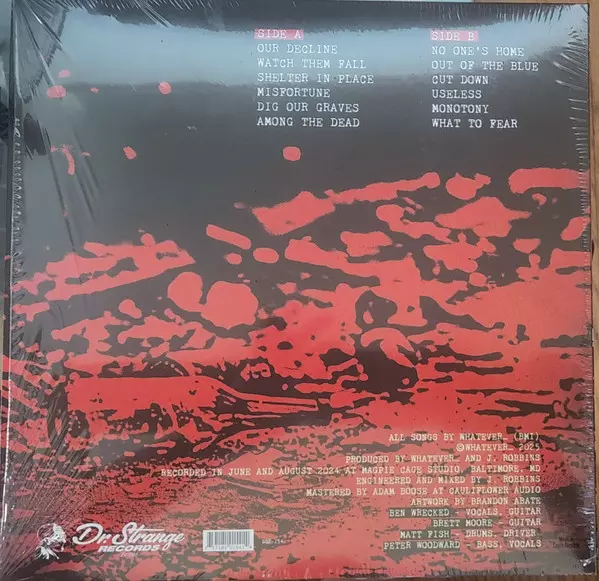 SIDE A
OUR DECLINE
WATCH THEM FALL
SHELTER IN PLACE
MISFORTUNE
DIG OUR GRAVES
AMONG THE DEAD
SIDE B
NO ONE'S HOME
OUT OF THE BLUE
CUT DOWN
USELESS
MONOTONY
WHAT TO FEAR
ALL SONGS BY WHATEVER… (BMI)
©WHATEVER… 2025
PRODUCED BY WHATEVER… AND J. ROBBINS
RECORDED IN JUNE AND AUGUST 2024 AT MAGPIE CAGE STUDIO, BALTIMORE, MD
ENGINEERED AND MIXED BY J. ROBBINS
MASTERED BY ADAM BOOSE AT CAULIFLOWER AUDIO
ARTWORK BY BRANDON ABATE
BEN WRECKED - VOCALS, GUITAR
BRETT MOORE - GUITAR
MATT FISH - DRUMS, DRIVER
PETER WOODWARD - BASS, VOCALS
Dr. Strange
RECORDS